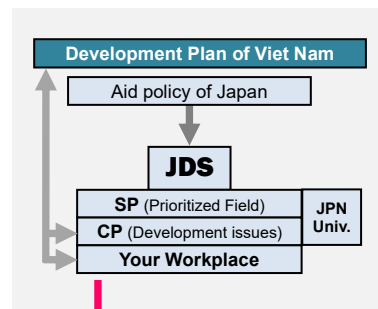 Development Plan of Viet Nam
Aid policy of Japan
JDS
SP (Prioritized Field)
CP (Development issues)
Your Workplace
JPN
Univ.